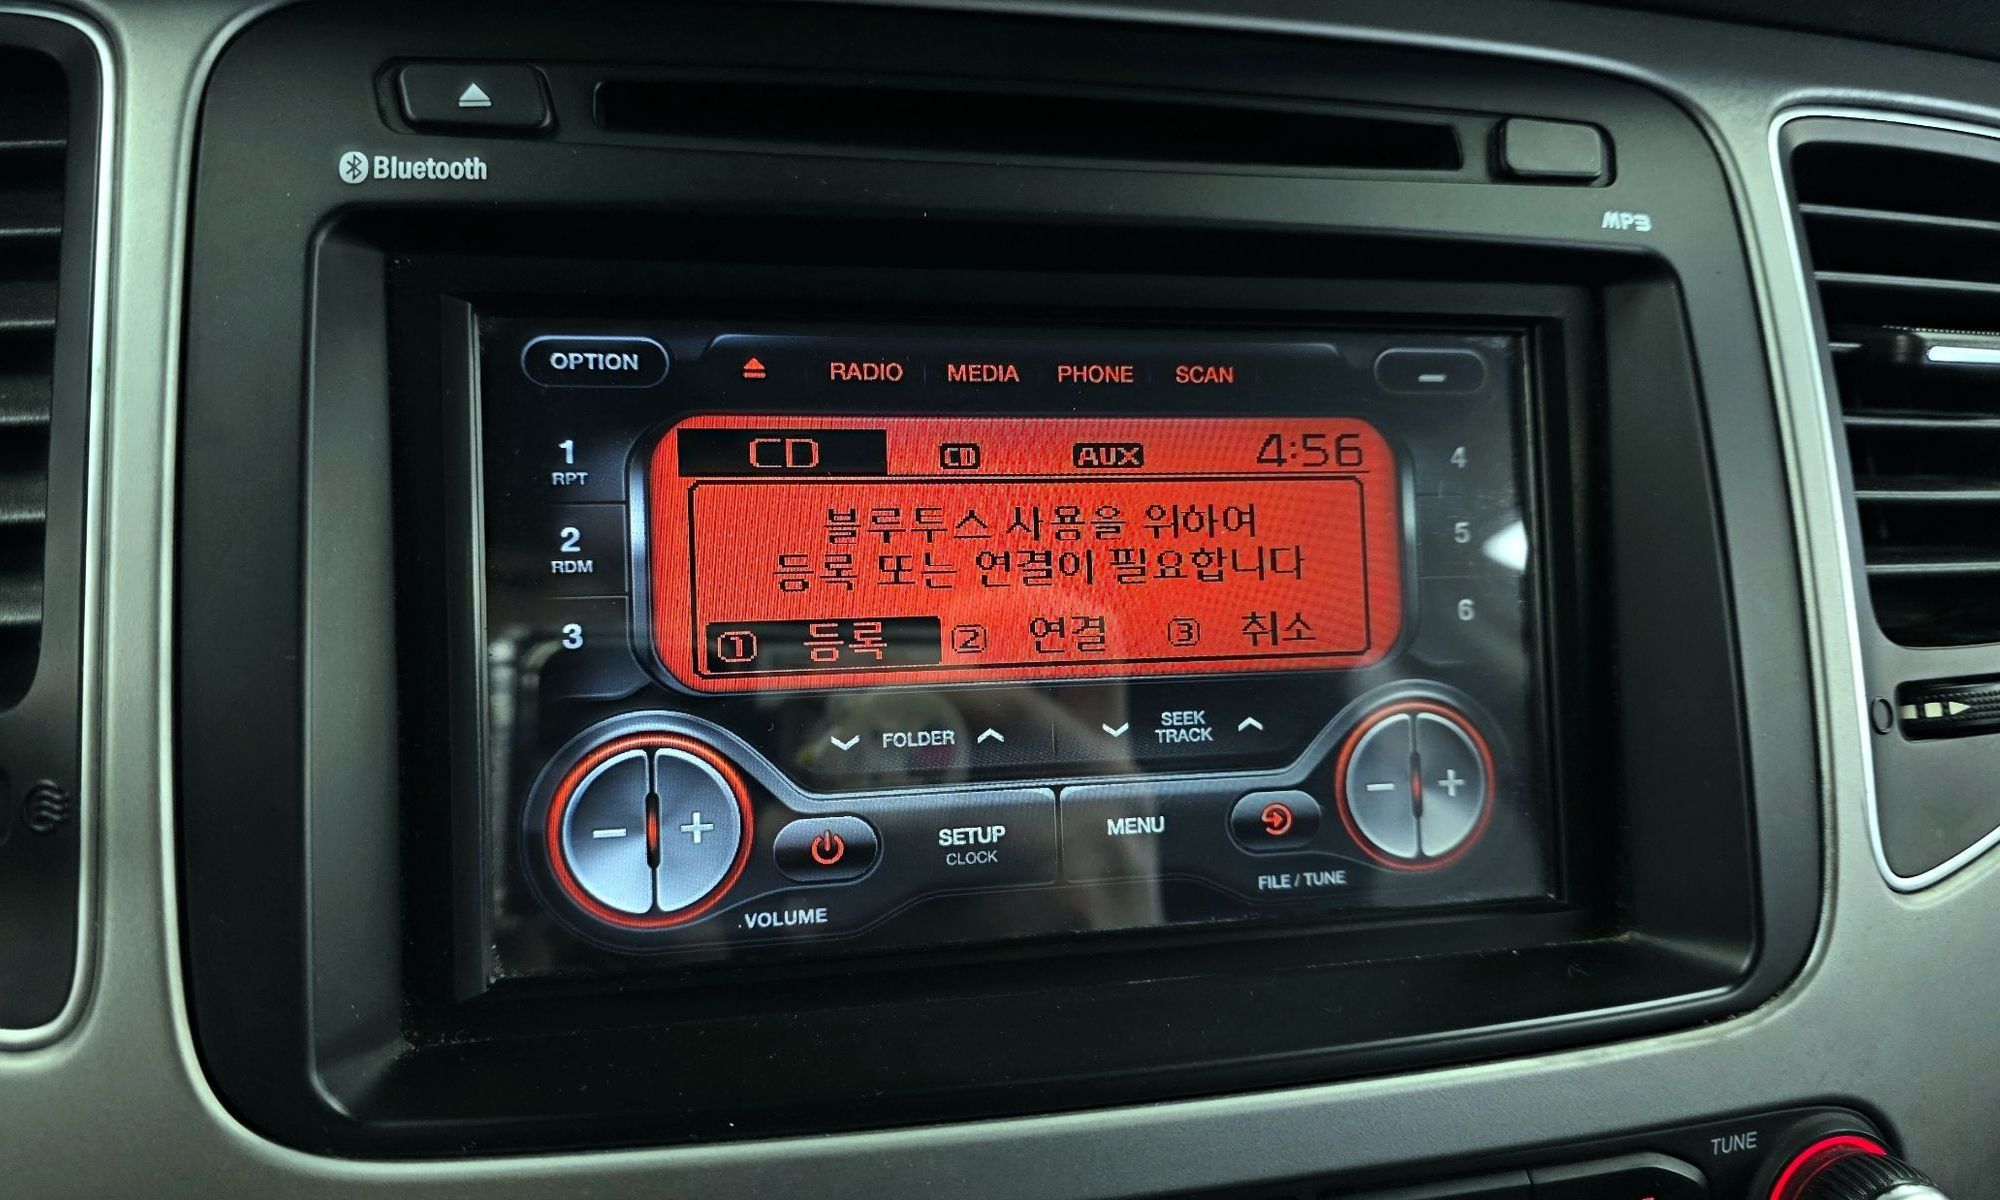 Bluetooth
MP3
OPTION
RADIO MEDIA PHONE SCAN
CD CD AUX 4:56
블루투스 사용을 위하여
등록 또는 연결이 필요합니다
① 등록 ② 연결 ③ 취소
1
RPT
2
RDM
3
4
5
6
FOLDER
SEEK
TRACK
SETUP
CLOCK
MENU
VOLUME
FILE / TUNE
TUNE